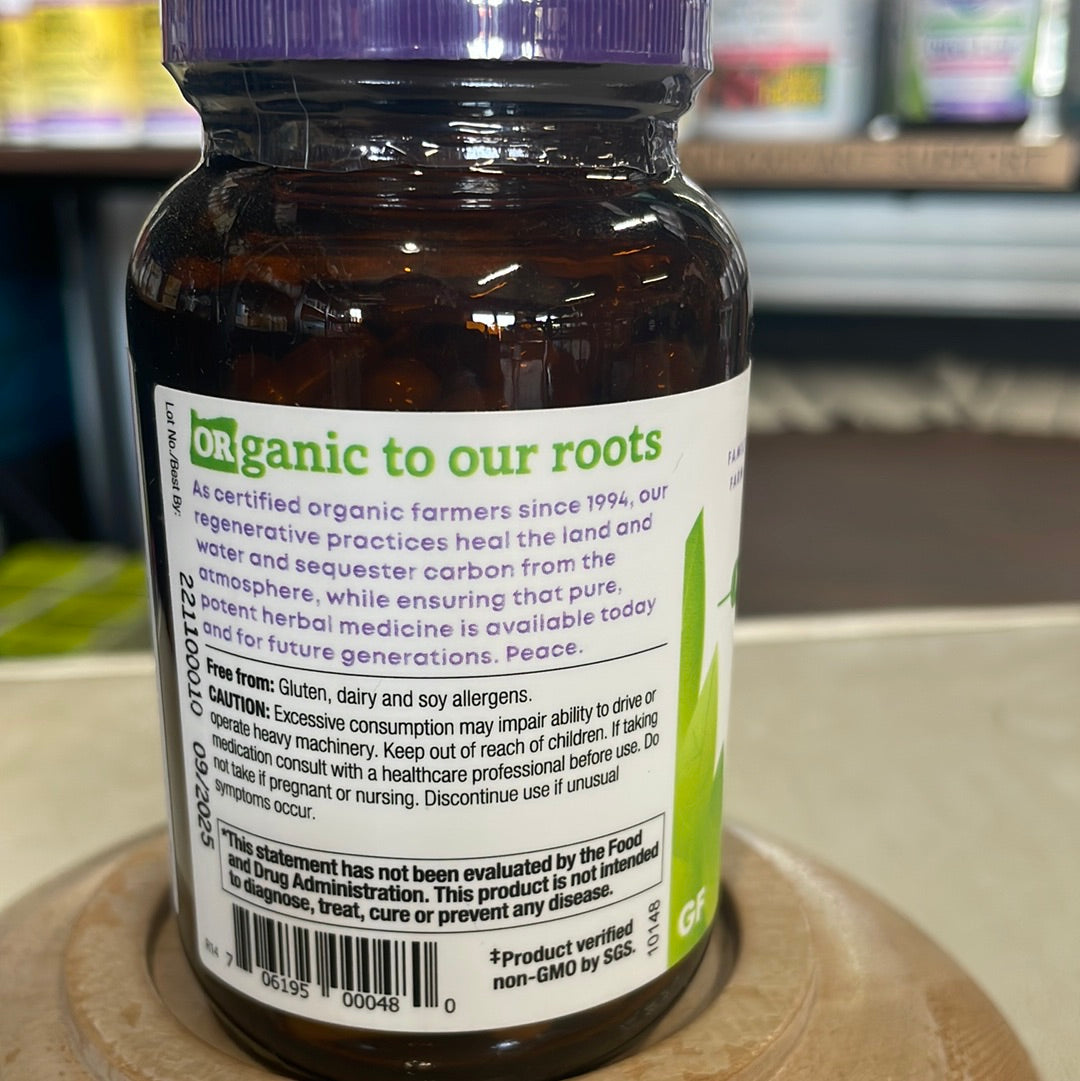 ORganic to our roots
As certified organic farmers since 1994, our
regenerative practices heal the land and
water and sequester carbon from the
atmosphere, while ensuring that pure,
potent herbal medicine is available today
and for future generations. Peace.
Free from: Gluten, dairy and soy allergens.
CAUTION: Excessive consumption may impair ability to drive or
operate heavy machinery. Keep out of reach of children. If taking
medication consult with a healthcare professional before use. Do
not take if pregnant or nursing. Discontinue use if unusual
symptoms occur.
*This statement has not been evaluated by the Food
and Drug Administration. This product is not intended
to diagnose, treat, cure or prevent any disease.
‡Product verified
non-GMO by SGS.
7 06195 00048 0
10148
Lot No./Best By:
221100010 09/2025
GF